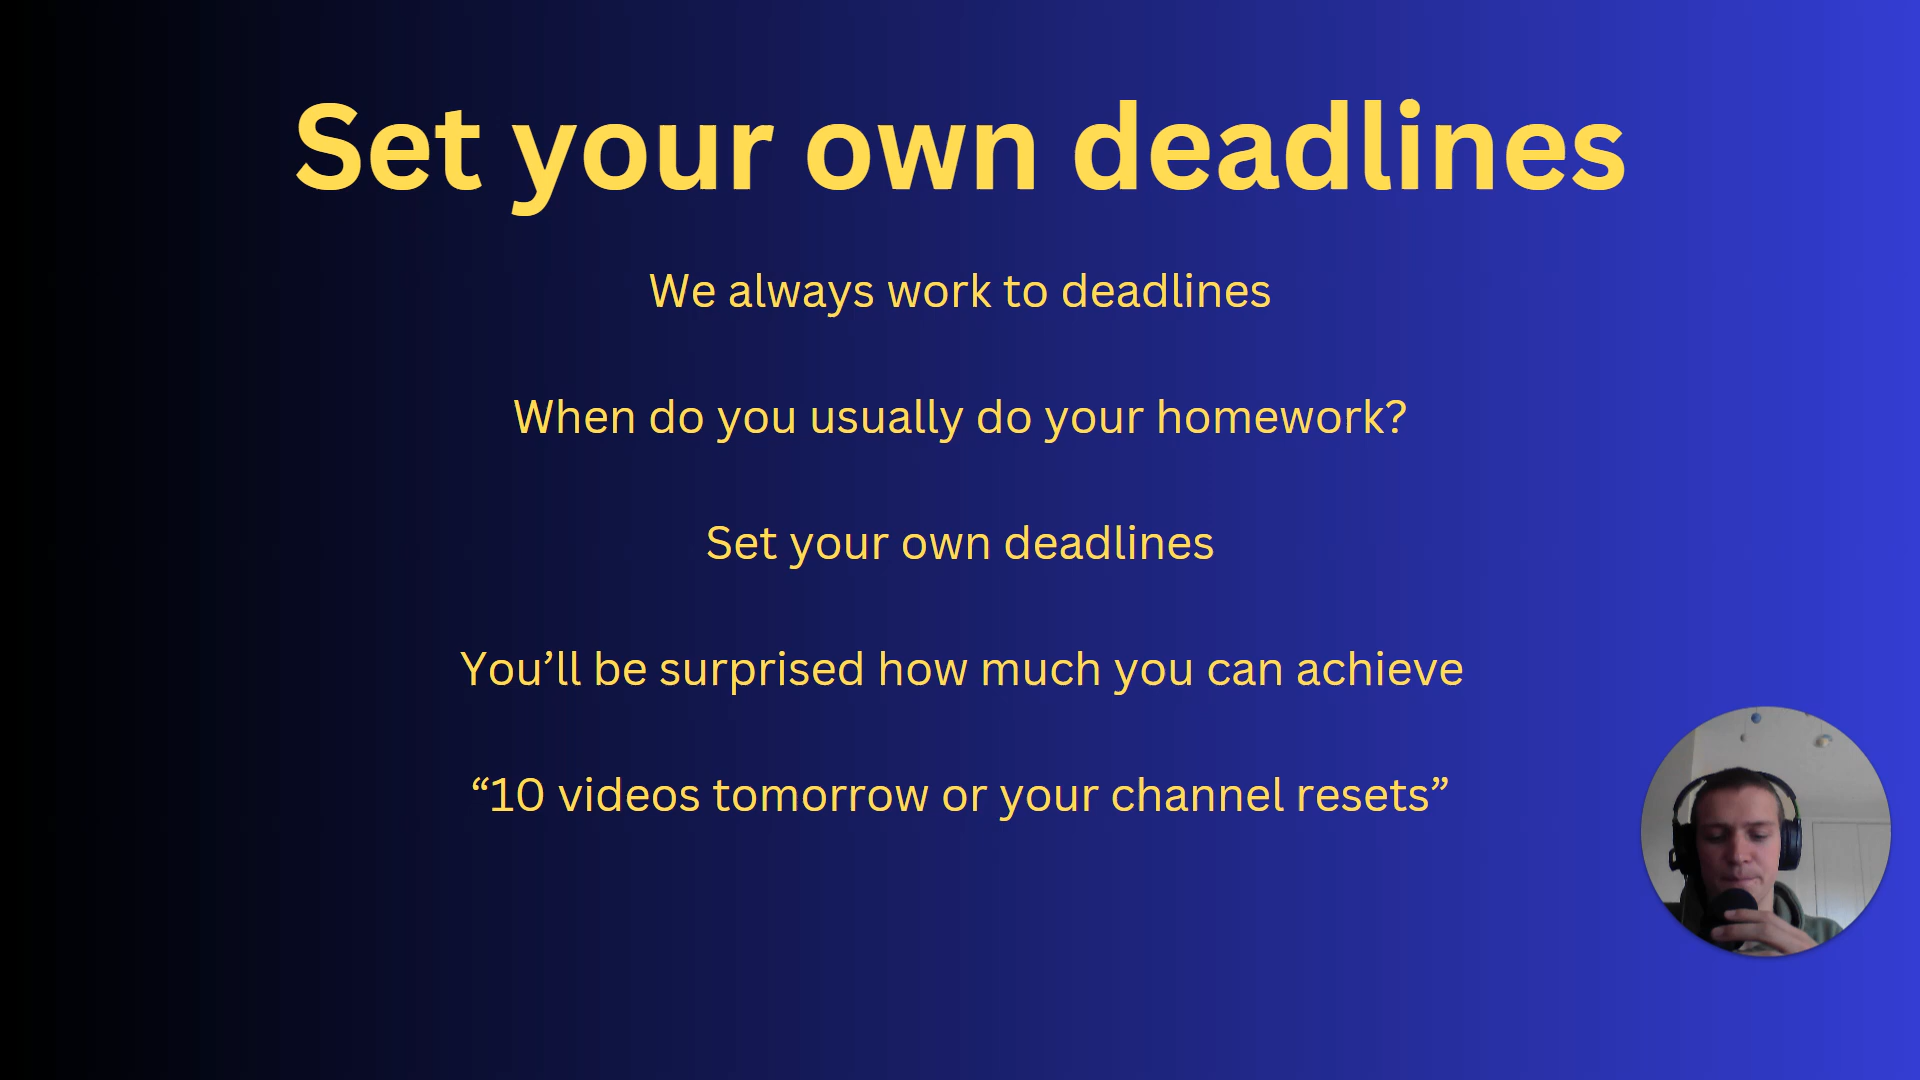 Set your own deadlines
We always work to deadlines
When do you usually do your homework?
Set your own deadlines
You’ll be surprised how much you can achieve
“10 videos tomorrow or your channel resets”